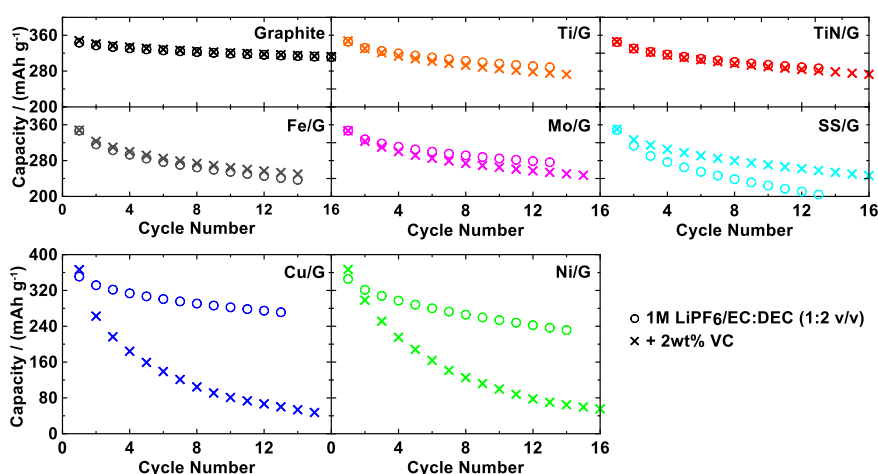 Capacity / (mAh g⁻¹)
360
280
200
Graphite
Ti/G
TiN/G
360
280
200
Fe/G
Mo/G
SS/G
0 4 8 12 16 4 8 12 16 4 8 12 16
Cycle Number Cycle Number Cycle Number
Capacity / (mAh g⁻¹)
400
320
240
160
80
0
Cu/G
Ni/G
0 4 8 12 0 4 8 12 16
Cycle Number Cycle Number
1M LiPF₆/EC:DEC (1:2 v/v)
+ 2wt% VC